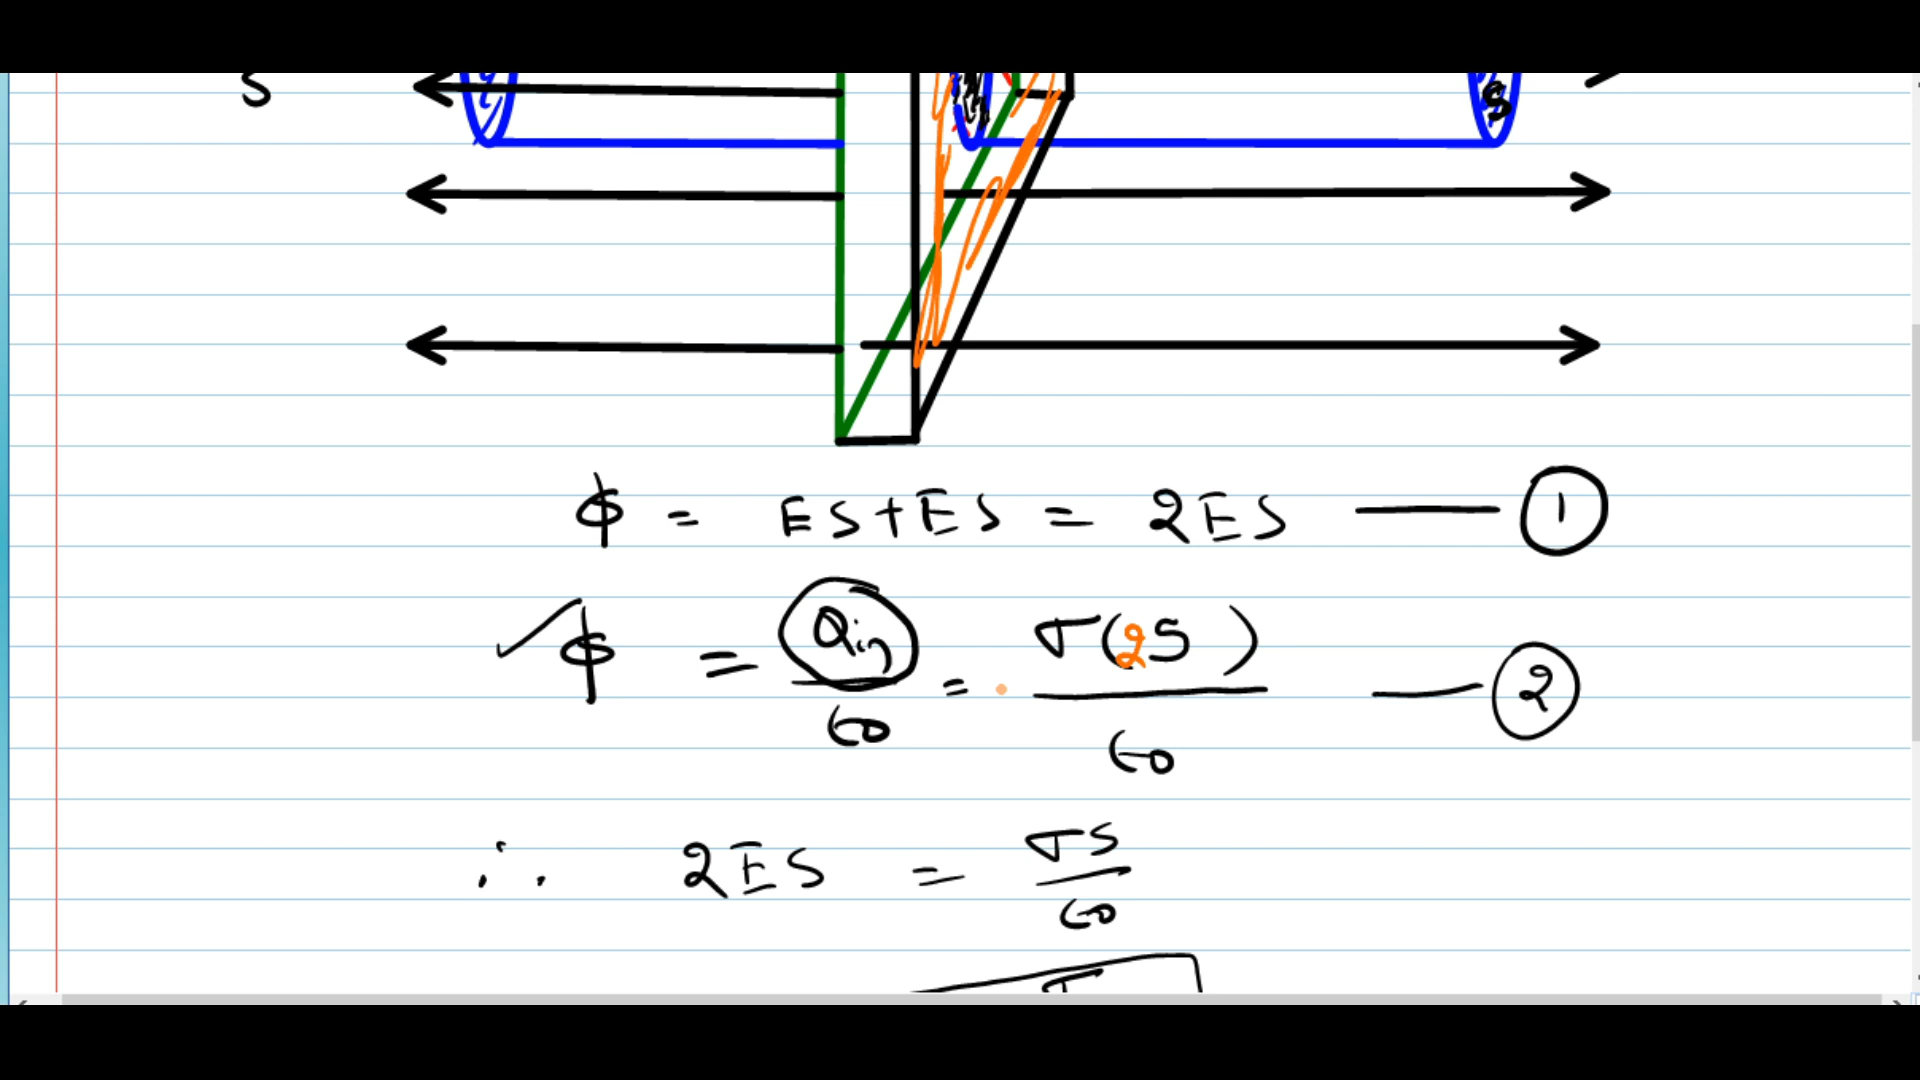 S
S
ϕ = ES+ES = 2ES — 1
✓ϕ = Qin/ϵ0 = σ(2S)/ϵ0 — 2
∴ 2ES = σS/ϵ0